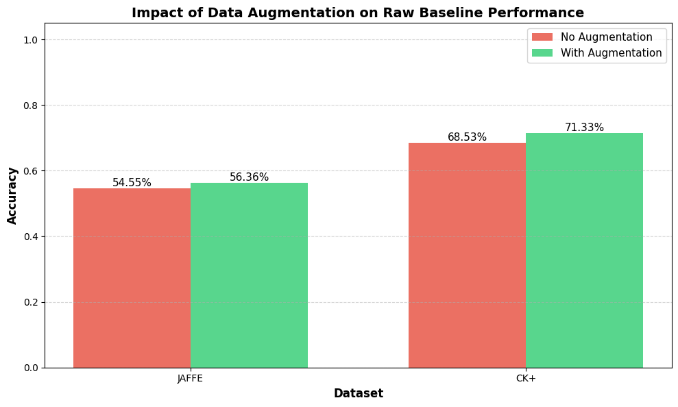 Impact of Data Augmentation on Raw Baseline Performance
No Augmentation
With Augmentation
1.0
0.8
0.6
0.4
0.2
0.0
Accuracy
54.55%
56.36%
68.53%
71.33%
JAFFE
CK+
Dataset